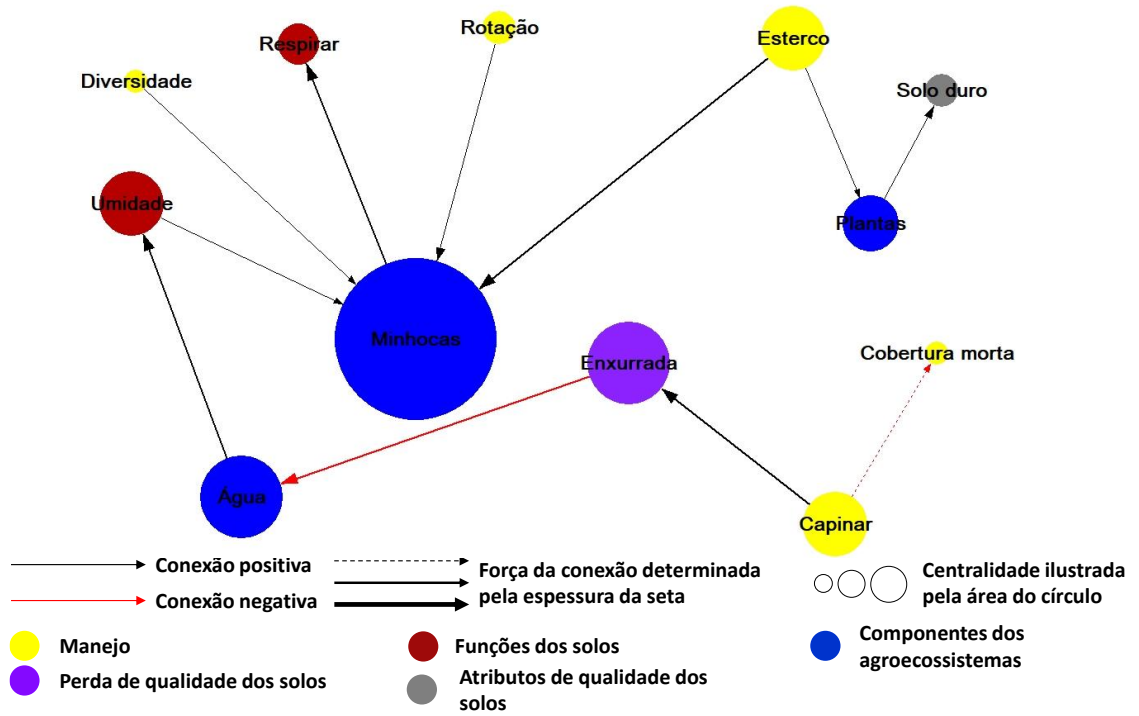 Respirar
Rotação
Esterco
Diversidade
Solo duro
Umidade
Plantas
Minhocas
Enxurrada
Cobertura morta
Água
Capinar
Conexão positiva
Conexão negativa
Força da conexão determinada
pela espessura da seta
Centralidade ilustrada
pela área do círculo
Manejo
Perda de qualidade dos solos
Funções dos solos
Atributos de qualidade dos
solos
Componentes dos
agroecossistemas